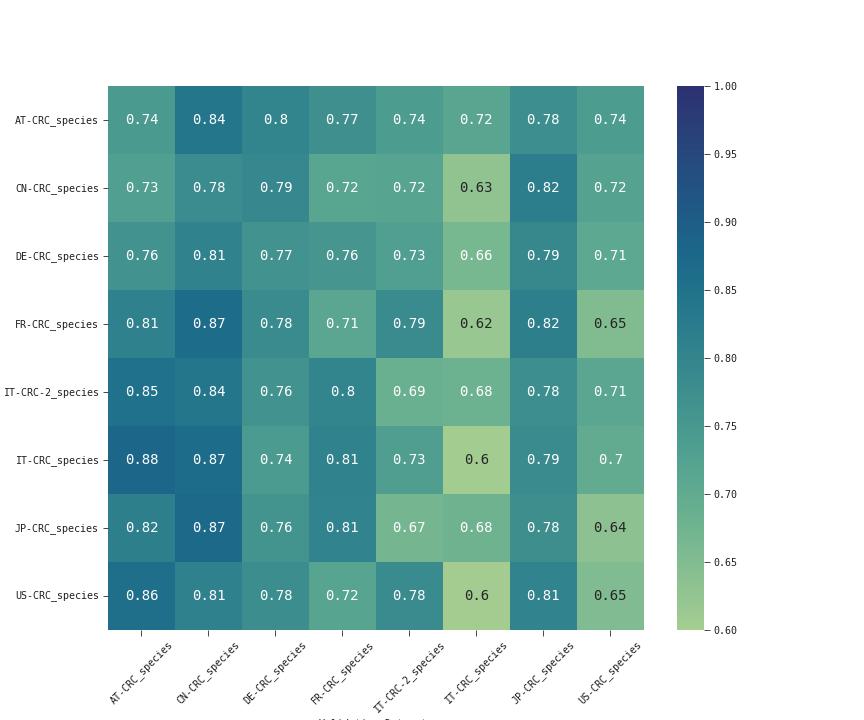 1.00
AT-CRC_species 0.74 0.84 0.8 0.77 0.74 0.72 0.78 0.74
0.95
CN-CRC_species 0.73 0.78 0.79 0.72 0.72 0.63 0.82 0.72
0.90
DE-CRC_species 0.76 0.81 0.77 0.76 0.73 0.66 0.79 0.71
0.85
FR-CRC_species 0.81 0.87 0.78 0.71 0.79 0.62 0.82 0.65
0.80
IT-CRC-2_species 0.85 0.84 0.76 0.8 0.69 0.68 0.78 0.71
0.75
IT-CRC_species 0.88 0.87 0.74 0.81 0.73 0.6 0.79 0.7
0.70
JP-CRC_species 0.82 0.87 0.76 0.81 0.67 0.68 0.78 0.64
0.65
US-CRC_species 0.86 0.81 0.78 0.72 0.78 0.6 0.81 0.65
0.60
AT-CRC_species CN-CRC_species DE-CRC_species FR-CRC_species IT-CRC-2_species IT-CRC_species JP-CRC_species US-CRC_species